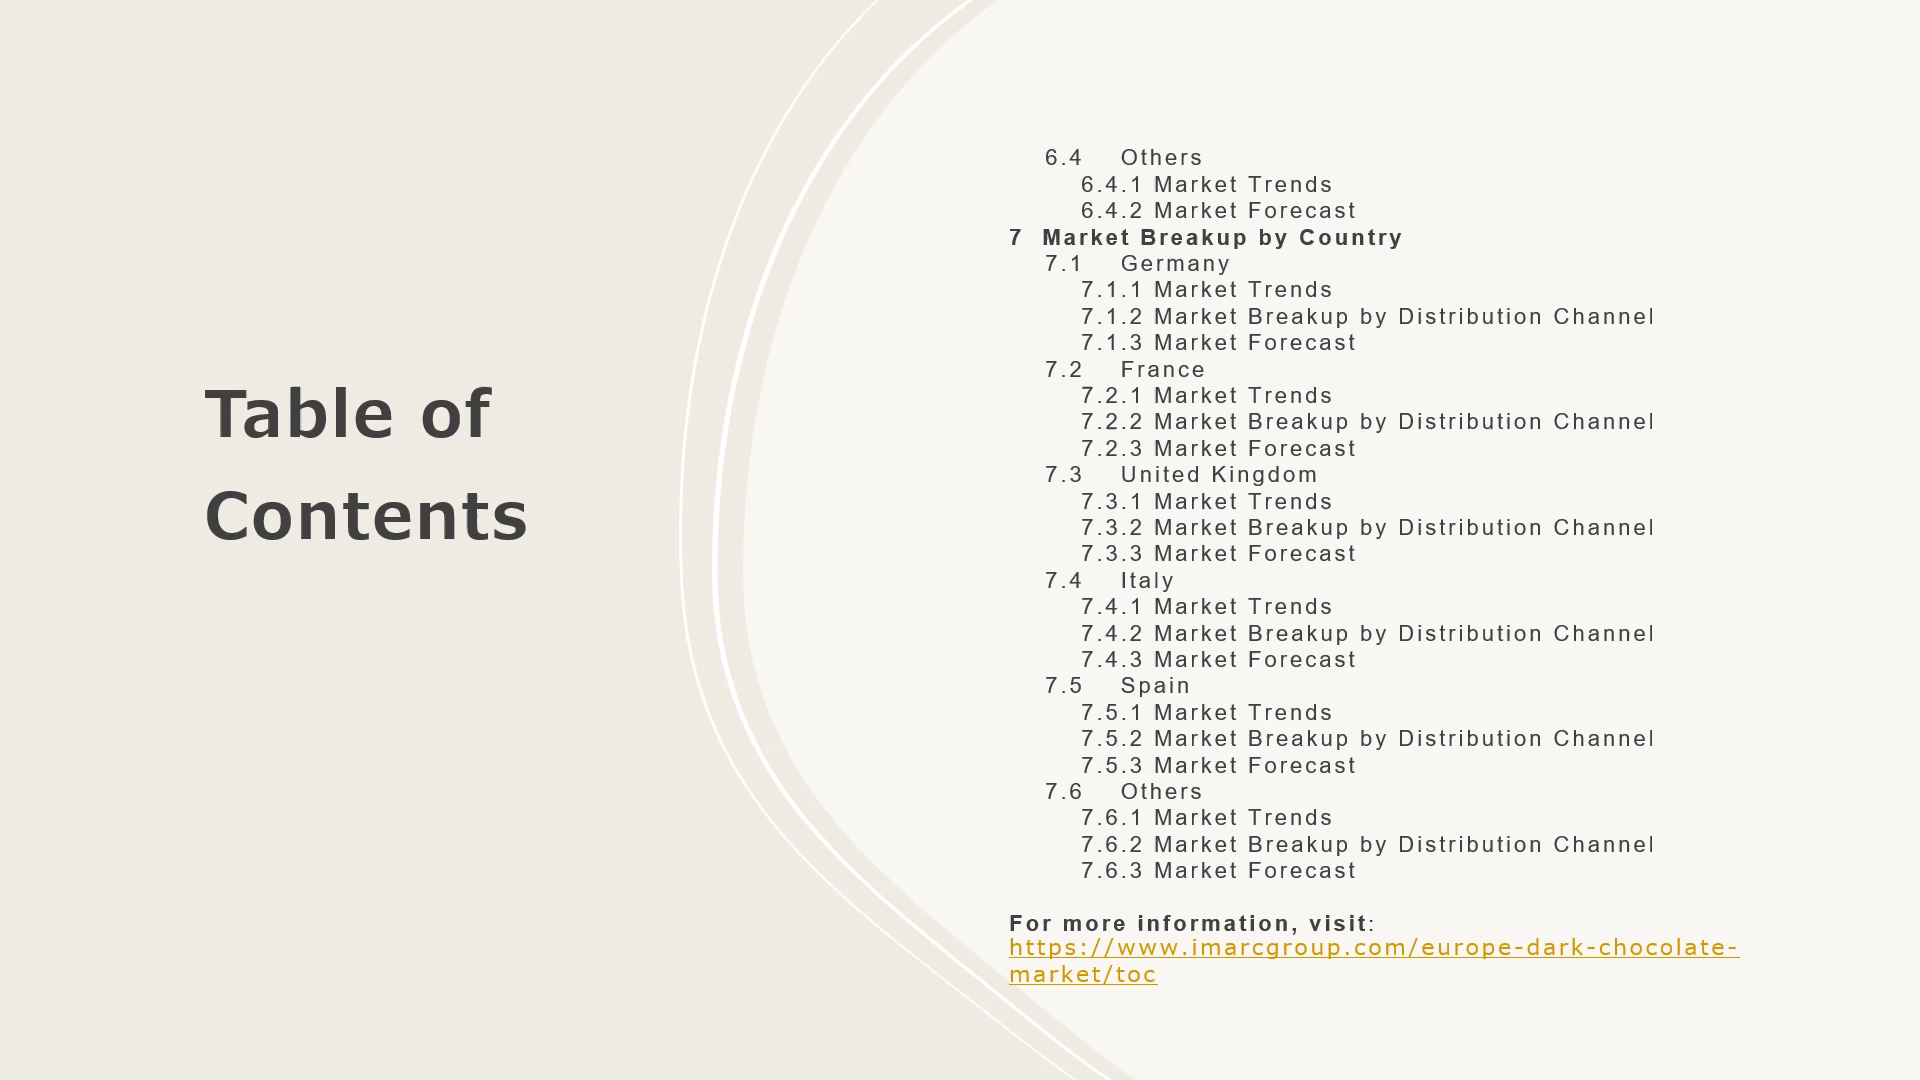 Table of
Contents
6.4 Others
6.4.1 Market Trends
6.4.2 Market Forecast
7 Market Breakup by Country
7.1 Germany
7.1.1 Market Trends
7.1.2 Market Breakup by Distribution Channel
7.1.3 Market Forecast
7.2 France
7.2.1 Market Trends
7.2.2 Market Breakup by Distribution Channel
7.2.3 Market Forecast
7.3 United Kingdom
7.3.1 Market Trends
7.3.2 Market Breakup by Distribution Channel
7.3.3 Market Forecast
7.4 Italy
7.4.1 Market Trends
7.4.2 Market Breakup by Distribution Channel
7.4.3 Market Forecast
7.5 Spain
7.5.1 Market Trends
7.5.2 Market Breakup by Distribution Channel
7.5.3 Market Forecast
7.6 Others
7.6.1 Market Trends
7.6.2 Market Breakup by Distribution Channel
7.6.3 Market Forecast
For more information, visit:
https://www.imarcgroup.com/europe-dark-chocolate-
market/toc